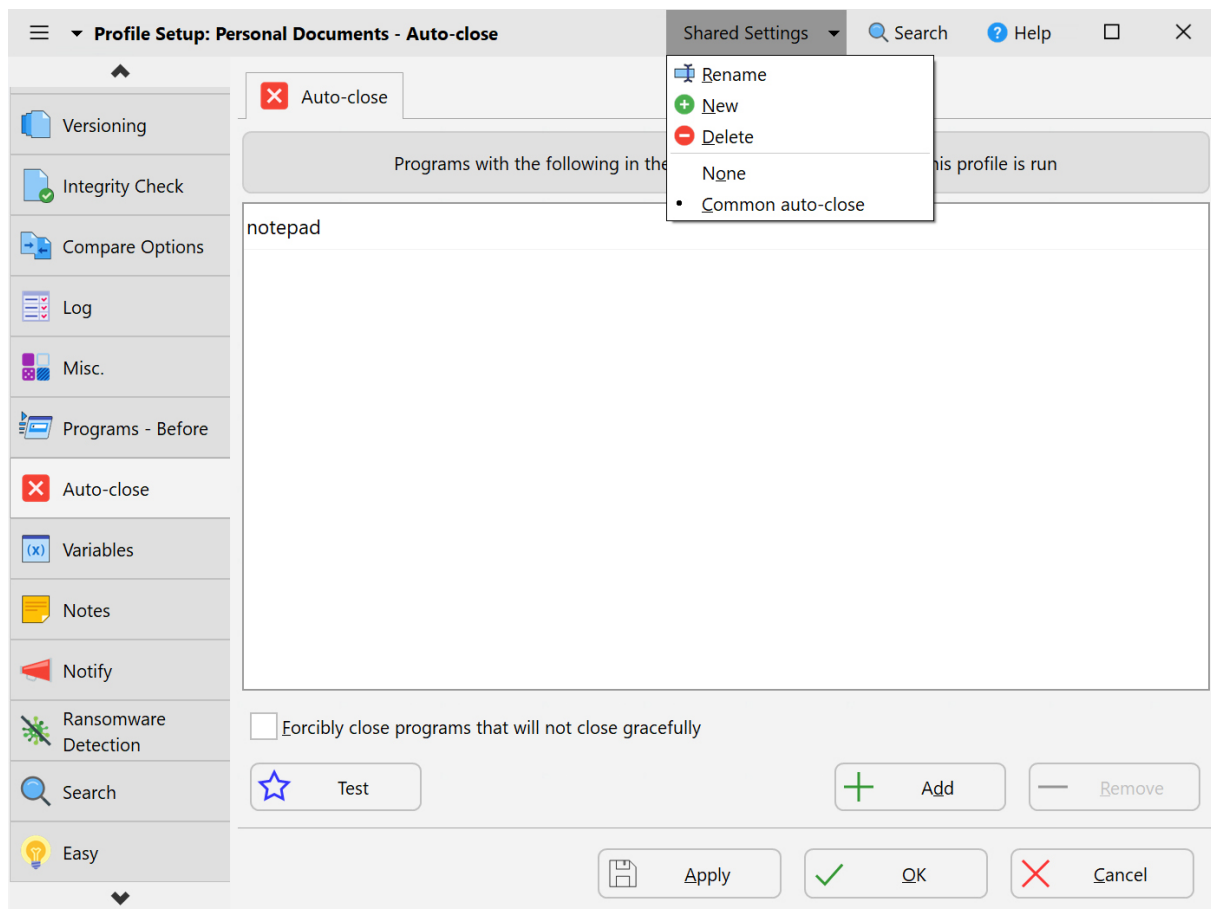 Profile Setup: Personal Documents - Auto-close
Shared Settings
Search
Help
Rename
New
Delete
None
Common auto-close
Versioning
Integrity Check
Compare Options
Log
Misc.
Programs - Before
Auto-close
Variables
Notes
Notify
Ransomware
Detection
Search
Easy
Auto-close
Programs with the following in the
his profile is run
notepad
Forcibly close programs that will not close gracefully
Test
Add
Remove
Apply
OK
Cancel